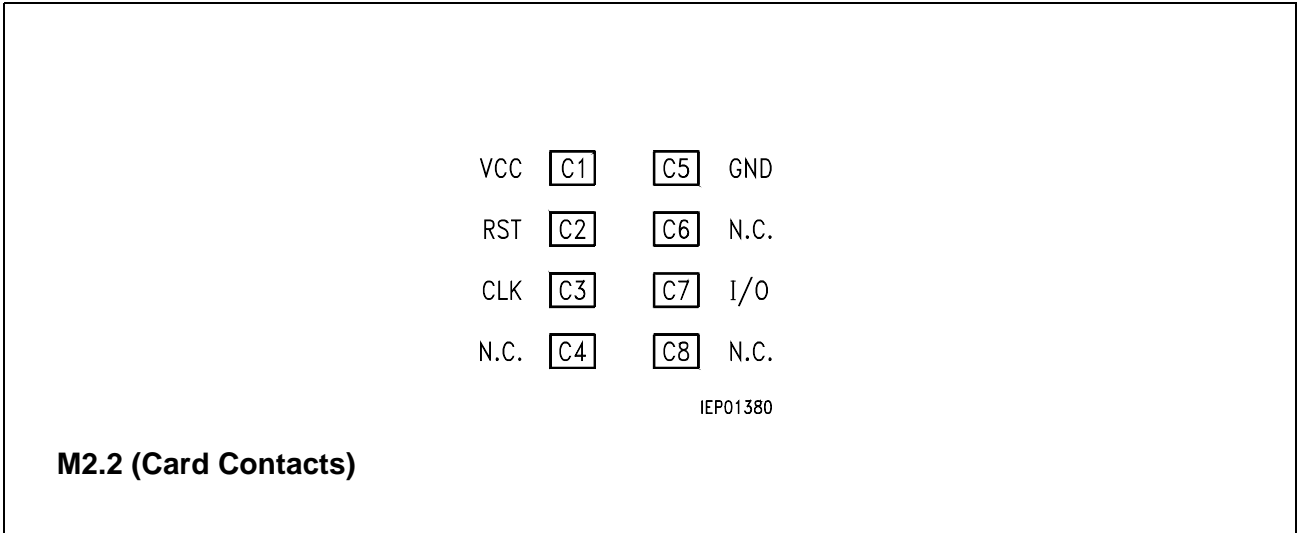 VCC C1 C5 GND
RST C2 C6 N.C.
CLK C3 C7 I/O
N.C. C4 C8 N.C.
IEP01380
M2.2 (Card Contacts)